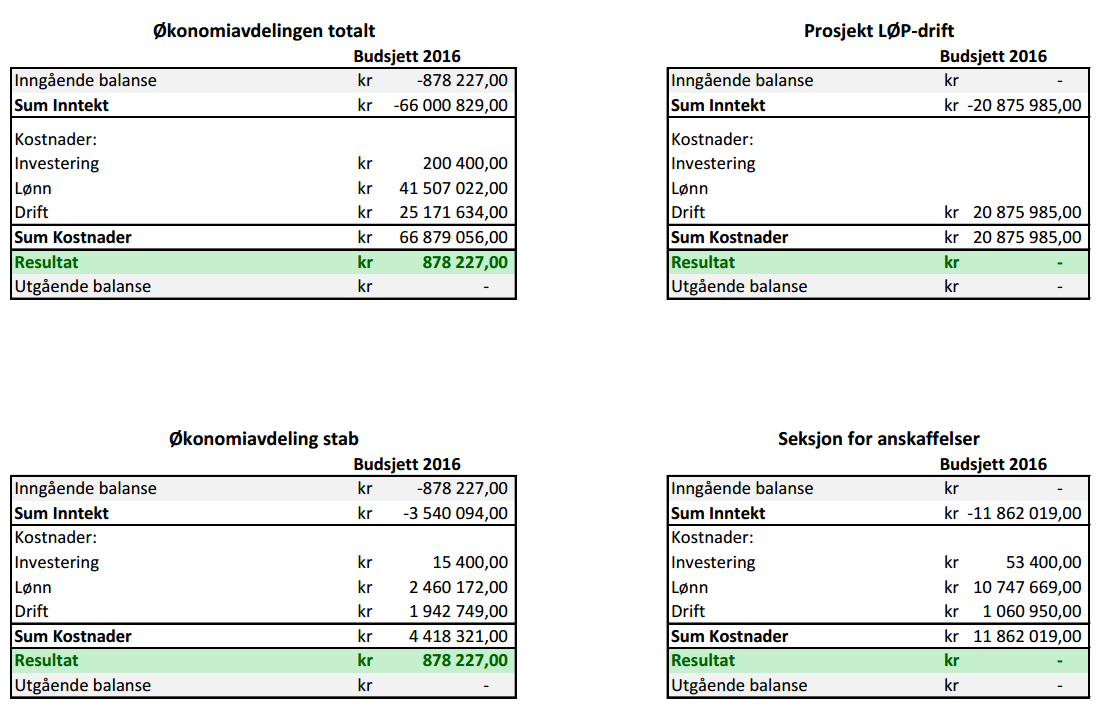 Økonomiavdelingen totalt
Budsjett 2016
Inngående balanse kr -878 227,00
Sum Inntekt kr -66 000 829,00
Kostnader:
Investering kr 200 400,00
Lønn kr 41 507 022,00
Drift kr 25 171 634,00
Sum Kostnader kr 66 879 056,00
Resultat kr 878 227,00
Utgående balanse kr -
Prosjekt LØP-drift
Budsjett 2016
Inngående balanse kr -
Sum Inntekt kr -20 875 985,00
Kostnader:
Investering
Lønn
Drift kr 20 875 985,00
Sum Kostnader kr 20 875 985,00
Resultat kr -
Utgående balanse kr -
Økonomiavdeling stab
Budsjett 2016
Inngående balanse kr -878 227,00
Sum Inntekt kr -3 540 094,00
Kostnader:
Investering kr 15 400,00
Lønn kr 2 460 172,00
Drift kr 1 942 749,00
Sum Kostnader kr 4 418 321,00
Resultat kr 878 227,00
Utgående balanse kr -
Seksjon for anskaffelser
Budsjett 2016
Inngående balanse kr -
Sum Inntekt kr -11 862 019,00
Kostnader:
Investering kr 53 400,00
Lønn kr 10 747 669,00
Drift kr 1 060 950,00
Sum Kostnader kr 11 862 019,00
Resultat kr -
Utgående balanse kr -